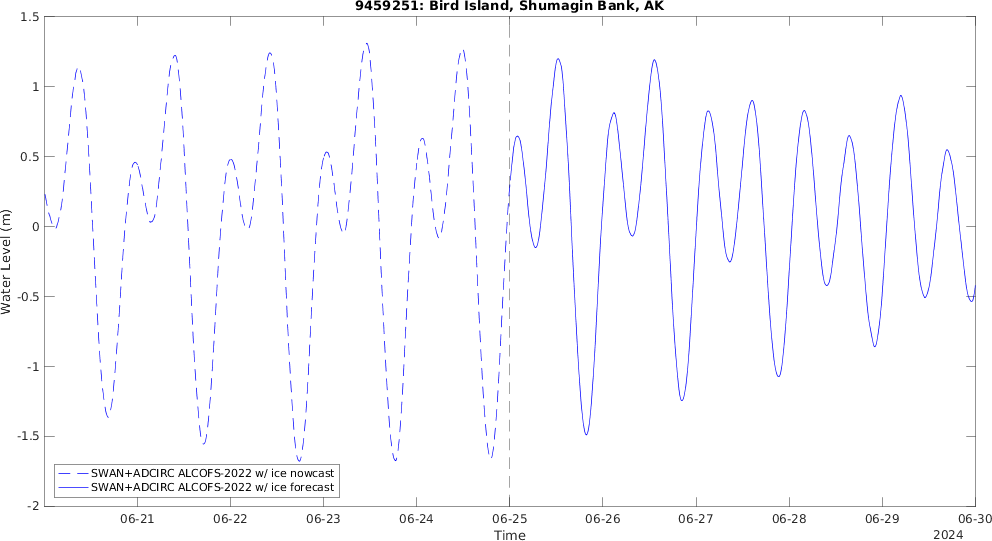 9459251: Bird Island, Shumagin Bank, AK
1.5
1
0.5
0
-0.5
-1
-1.5
-2
Water Level (m)
SWAN+ADCIRC ALCOFS-2022 w/ ice nowcast
SWAN+ADCIRC ALCOFS-2022 w/ ice forecast
06-21 06-22 06-23 06-24 06-25 06-26 06-27 06-28 06-29 06-30
Time
2024